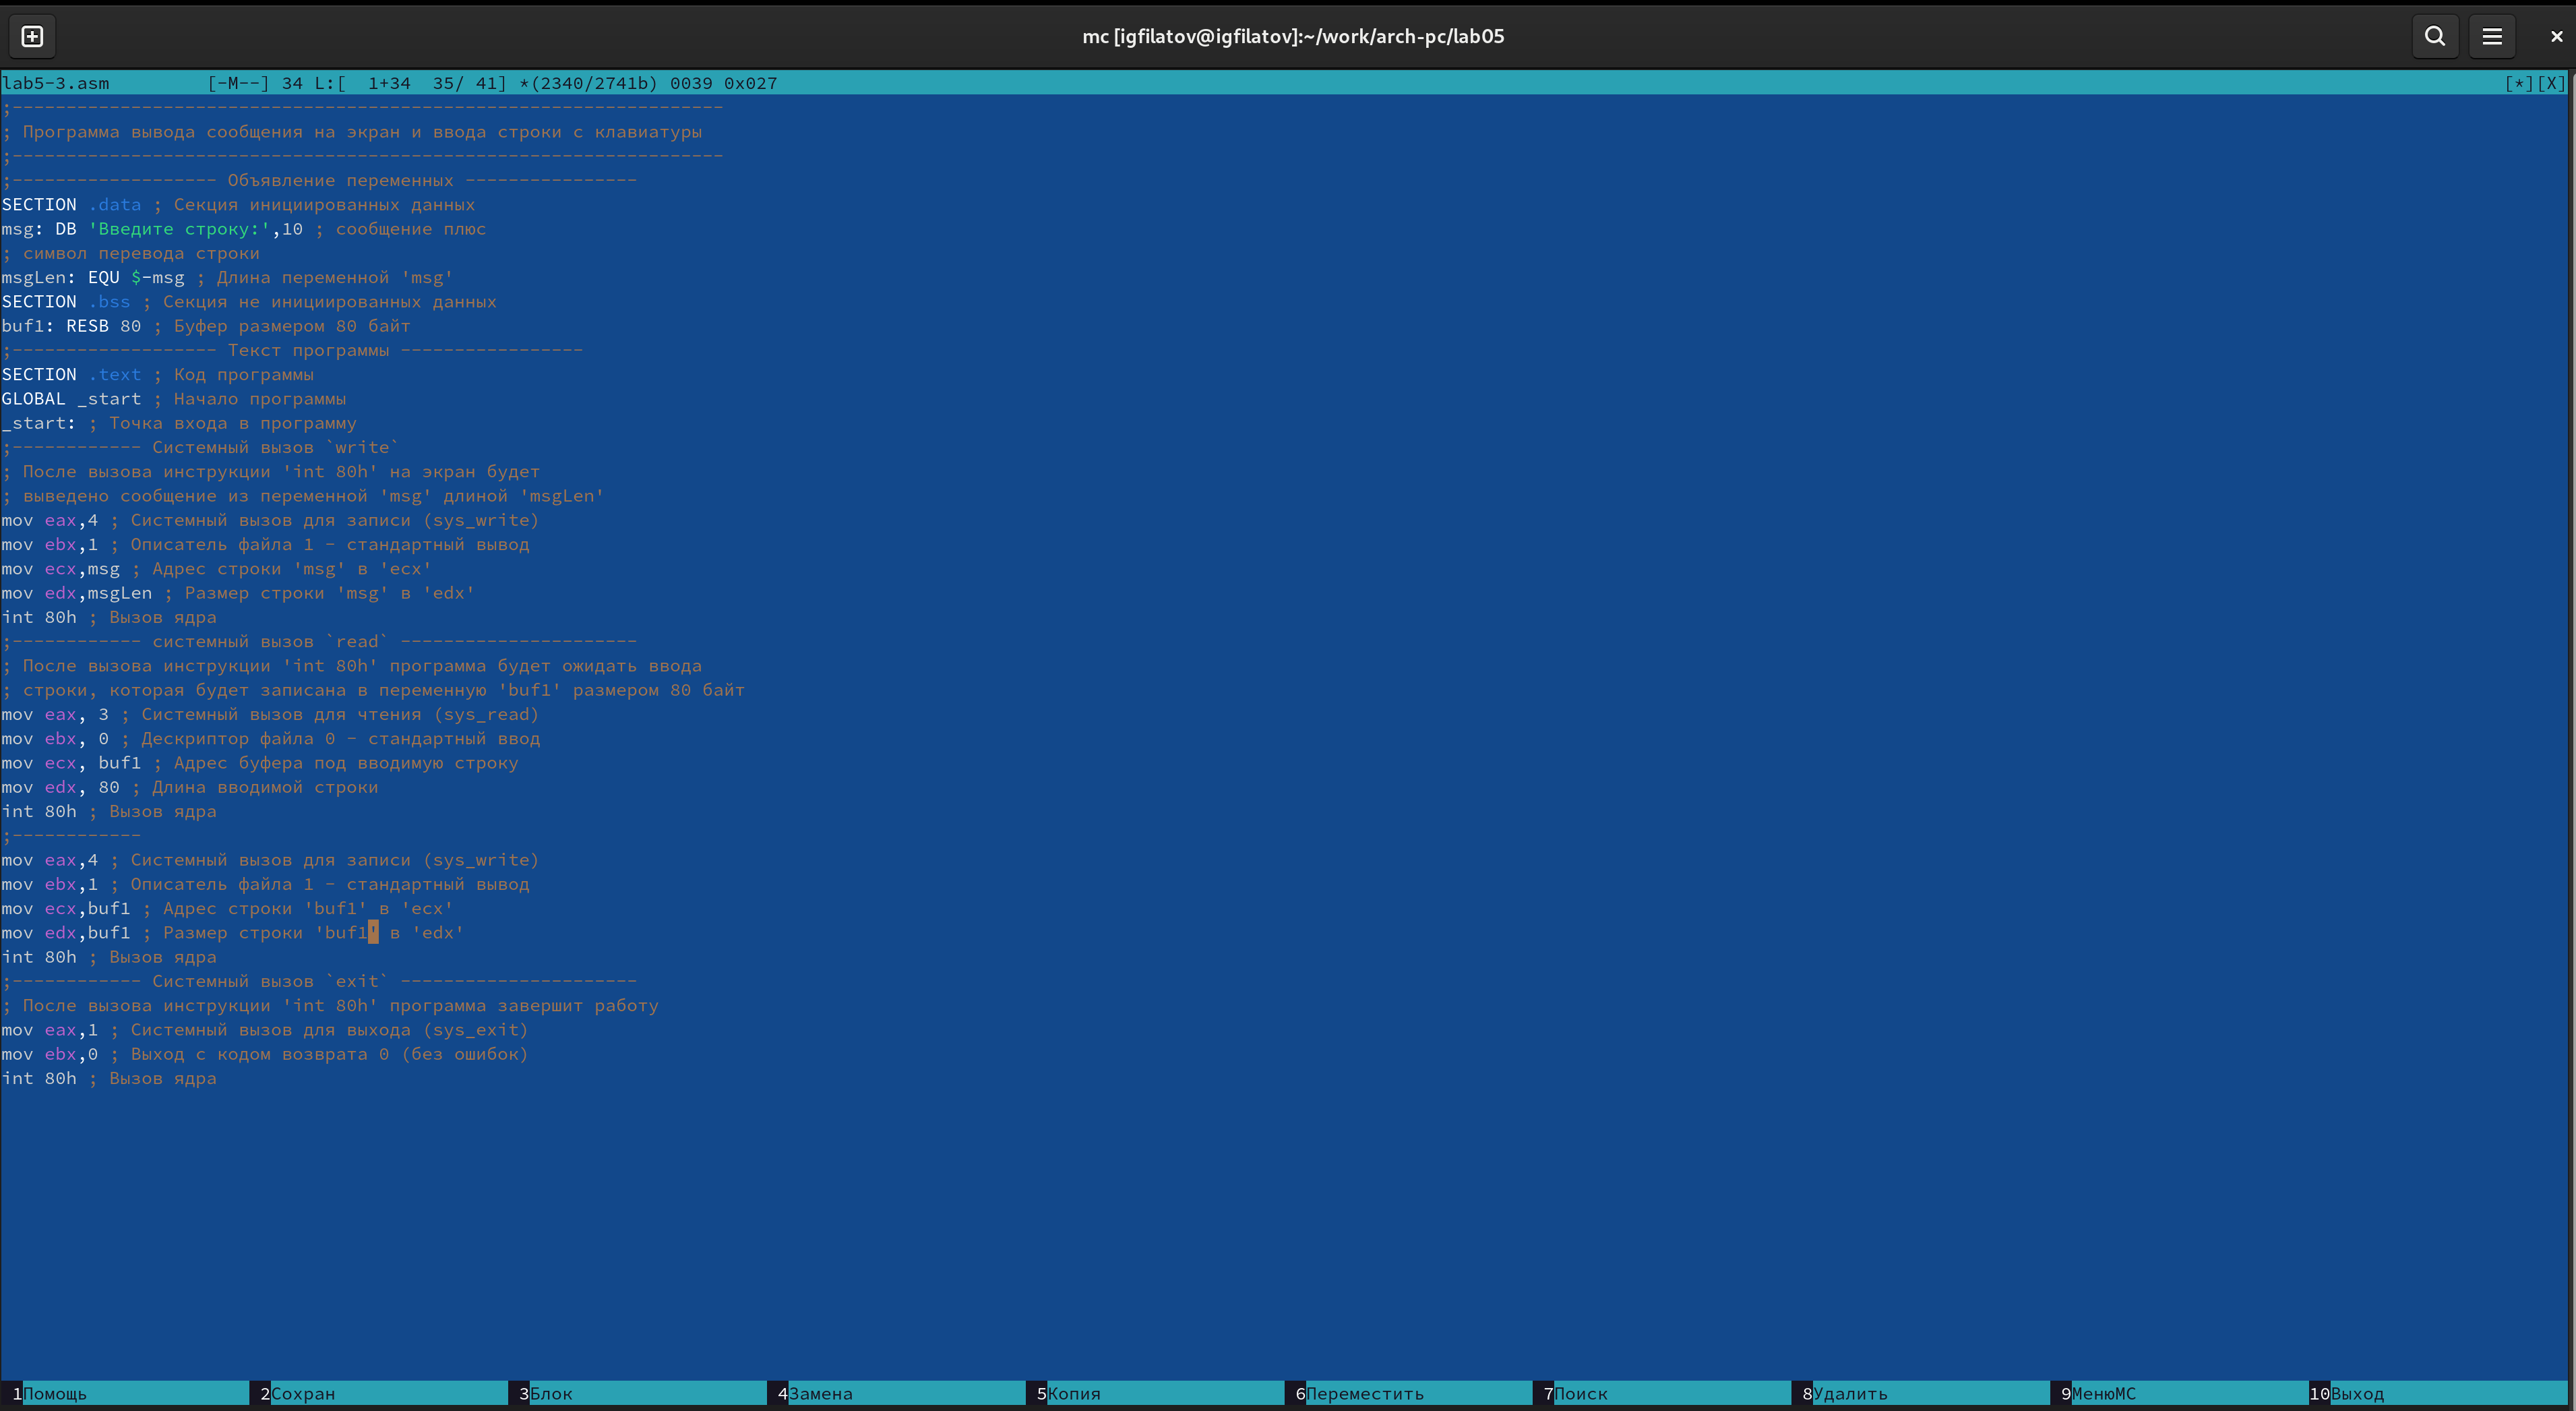 mc [igfilatov@igfilatov]:~/work/arch-pc/lab05
lab5-3.asm         [-M--] 34 L:[  1+34  35/ 41] *(2340/2741b) 0039 0x027                [*][X]
;------------------------------------------------------------------
; Программа вывода сообщения на экран и ввода строки с клавиатуры
;------------------------------------------------------------------
;------------------- Объявление переменных ----------------
SECTION .data ; Секция инициированных данных
msg: DB 'Введите строку:',10 ; сообщение плюс
; символ перевода строки
msgLen: EQU $-msg ; Длина переменной 'msg'
SECTION .bss ; Секция не инициированных данных
buf1: RESB 80 ; Буфер размером 80 байт
;------------------- Текст программы -----------------
SECTION .text ; Код программы
GLOBAL _start ; Начало программы
_start: ; Точка входа в программу
;------------ Системный вызов `write`
; После вызова инструкции 'int 80h' на экран будет
; выведено сообщение из переменной 'msg' длиной 'msgLen'
mov eax,4 ; Системный вызов для записи (sys_write)
mov ebx,1 ; Описатель файла 1 - стандартный вывод
mov ecx,msg ; Адрес строки 'msg' в 'ecx'
mov edx,msgLen ; Размер строки 'msg' в 'edx'
int 80h ; Вызов ядра
;------------ системный вызов `read` ----------------------
; После вызова инструкции 'int 80h' программа будет ожидать ввода
; строки, которая будет записана в переменную 'buf1' размером 80 байт
mov eax, 3 ; Системный вызов для чтения (sys_read)
mov ebx, 0 ; Дескриптор файла 0 - стандартный ввод
mov ecx, buf1 ; Адрес буфера под вводимую строку
mov edx, 80 ; Длина вводимой строки
int 80h ; Вызов ядра
;------------
mov eax,4 ; Системный вызов для записи (sys_write)
mov ebx,1 ; Описатель файла 1 - стандартный вывод
mov ecx,buf1 ; Адрес строки 'buf1' в 'ecx'
mov edx,buf1 ; Размер строки 'buf1' в 'edx'
int 80h ; Вызов ядра
;------------ Системный вызов `exit` ----------------------
; После вызова инструкции 'int 80h' программа завершит работу
mov eax,1 ; Системный вызов для выхода (sys_exit)
mov ebx,0 ; Выход с кодом возврата 0 (без ошибок)
int 80h ; Вызов ядра
1Помощь 2Сохран 3Блок 4Замена 5Копия 6Переместить 7Поиск 8Удалить 9МенюMC 10Выход